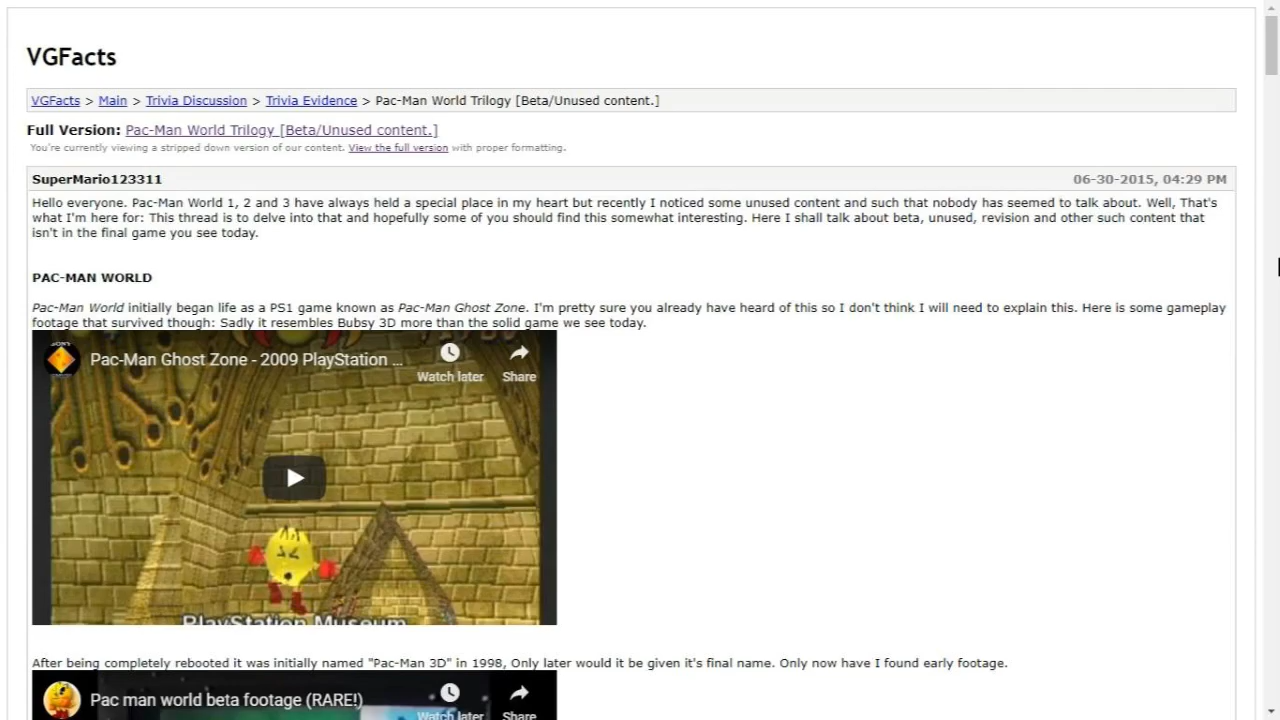 VGFacts
VGFacts > Main > Trivia Discussion > Trivia Evidence > Pac-Man World Trilogy [Beta/Unused content.]
Full Version: Pac-Man World Trilogy [Beta/Unused content.]
You're currently viewing a stripped down version of our content. View the full version with proper formatting.
SuperMario123311 06-30-2015, 04:29 PM
Hello everyone. Pac-Man World 1, 2 and 3 have always held a special place in my heart but recently I noticed some unused content and such that nobody has seemed to talk about. Well, That's
what I'm here for: This thread is to delve into that and hopefully some of you should find this somewhat interesting. Here I shall talk about beta, unused, revision and other such content that
isn't in the final game you see today.
PAC-MAN WORLD
Pac-Man World initially began life as a PS1 game known as Pac-Man Ghost Zone. I'm pretty sure you already have heard of this so I don't think I will need to explain this. Here is some gameplay
footage that survived though: Sadly it resembles Bubsy 3D more than the solid game we see today.
SONY
Pac-Man Ghost Zone - 2009 PlayStation ...
Watch later
Share
PlayStation Museum
After being completely rebooted it was initially named "Pac-Man 3D" in 1998, Only later would it be given it's final name. Only now have I found early footage.
Pac man world beta footage (RARE!)
Watch later
Share